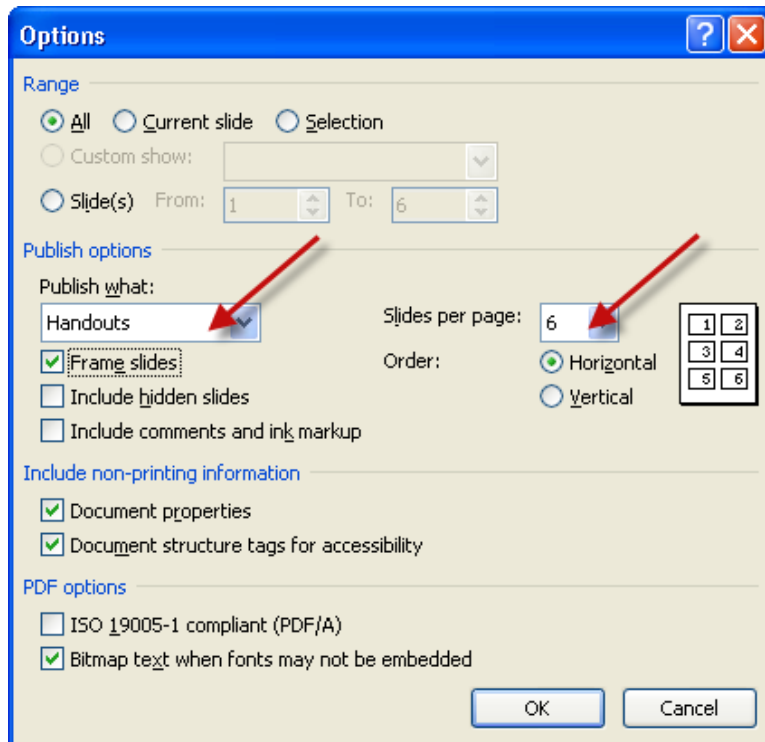 Options
Range
All Current slide Selection
Custom show:
Slide(s) From: 1 To: 6
Publish options
Publish what:
Handouts Slides per page: 6
Frame slides Order: Horizontal
Include hidden slides Vertical
Include comments and ink markup
1 2
3 4
5 6
Include non-printing information
Document properties
Document structure tags for accessibility
PDF options
ISO 19005-1 compliant (PDF/A)
Bitmap text when fonts may not be embedded
OK Cancel